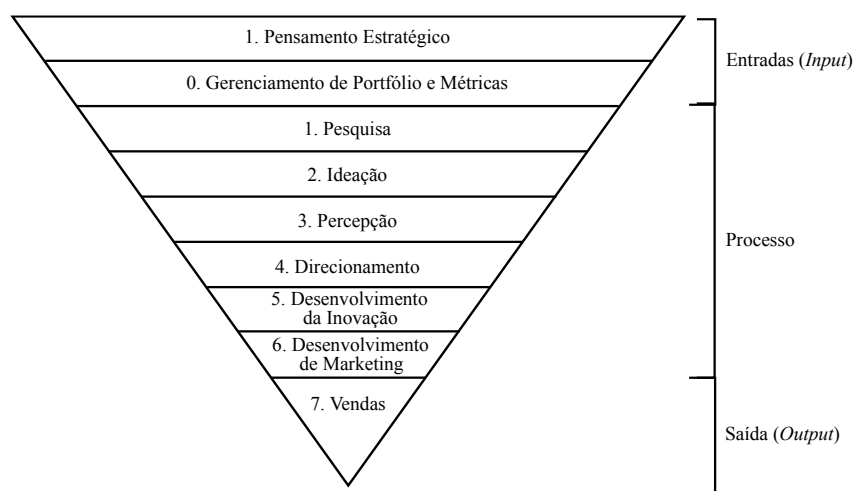 1. Pensamento Estratégico
0. Gerenciamento de Portfólio e Métricas
Entradas (Input)
1. Pesquisa
2. Ideação
3. Percepção
4. Direcionamento
5. Desenvolvimento
da Inovação
6. Desenvolvimento
de Marketing
Processo
7. Vendas
Saída (Output)